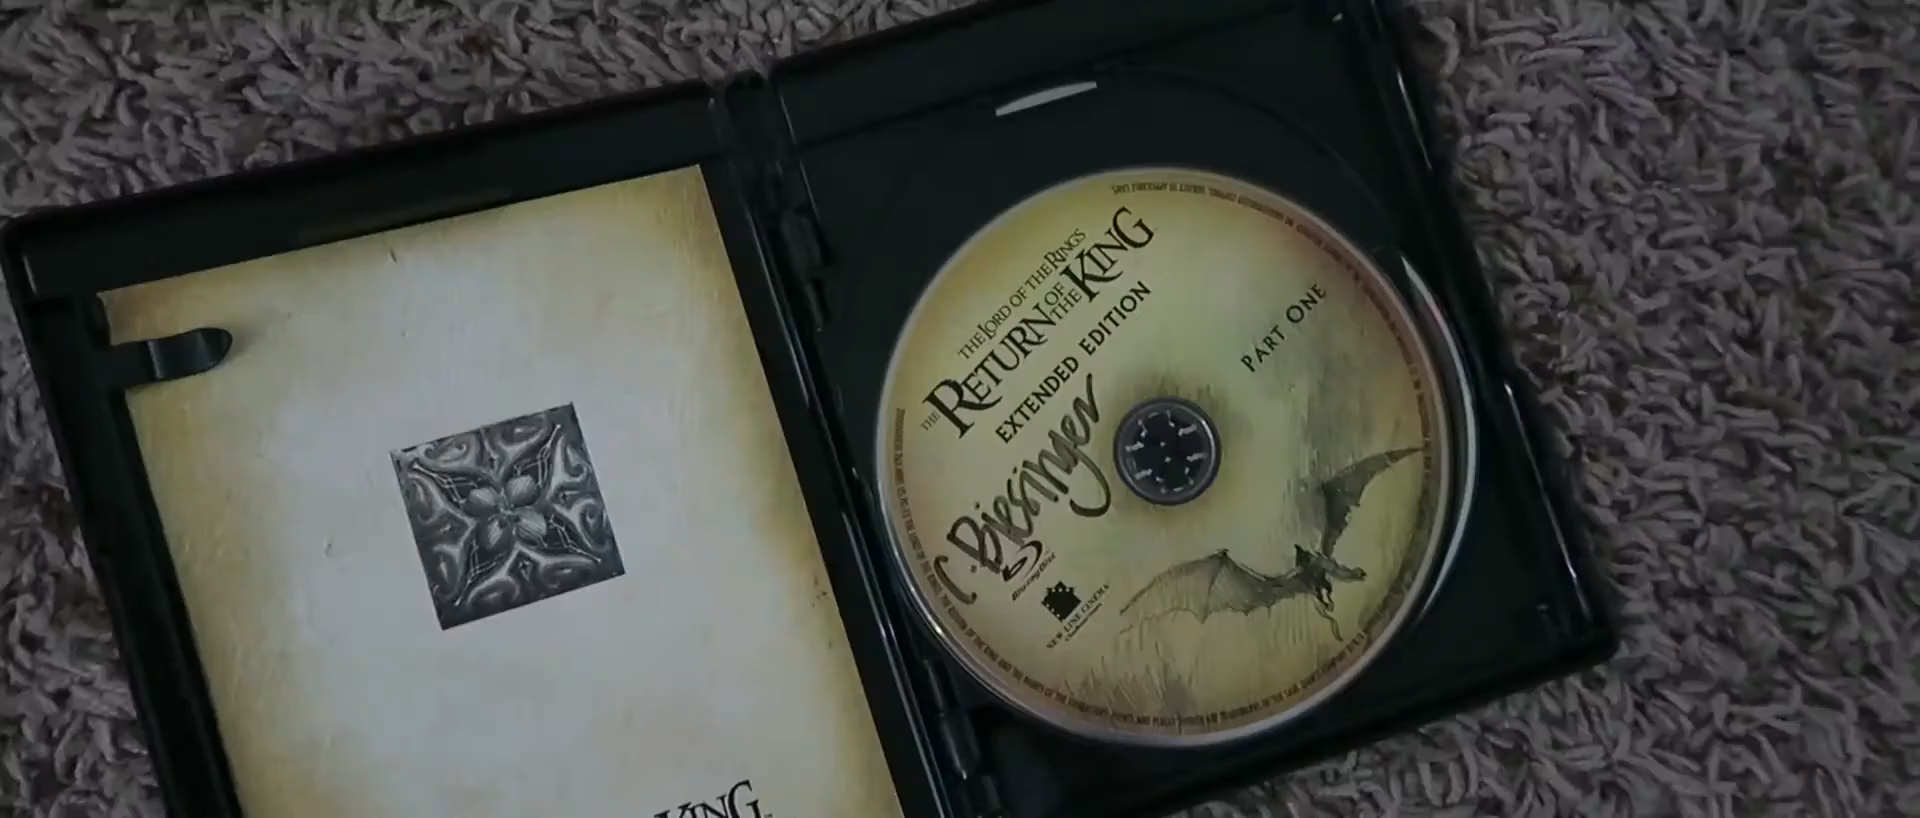 THE LORD OF THE RINGS
THE RETURN OF THE KING
EXTENDED EDITION
PART ONE
C. Biesinger
Blu-ray Disc
NEW LINE CINEMA
KING